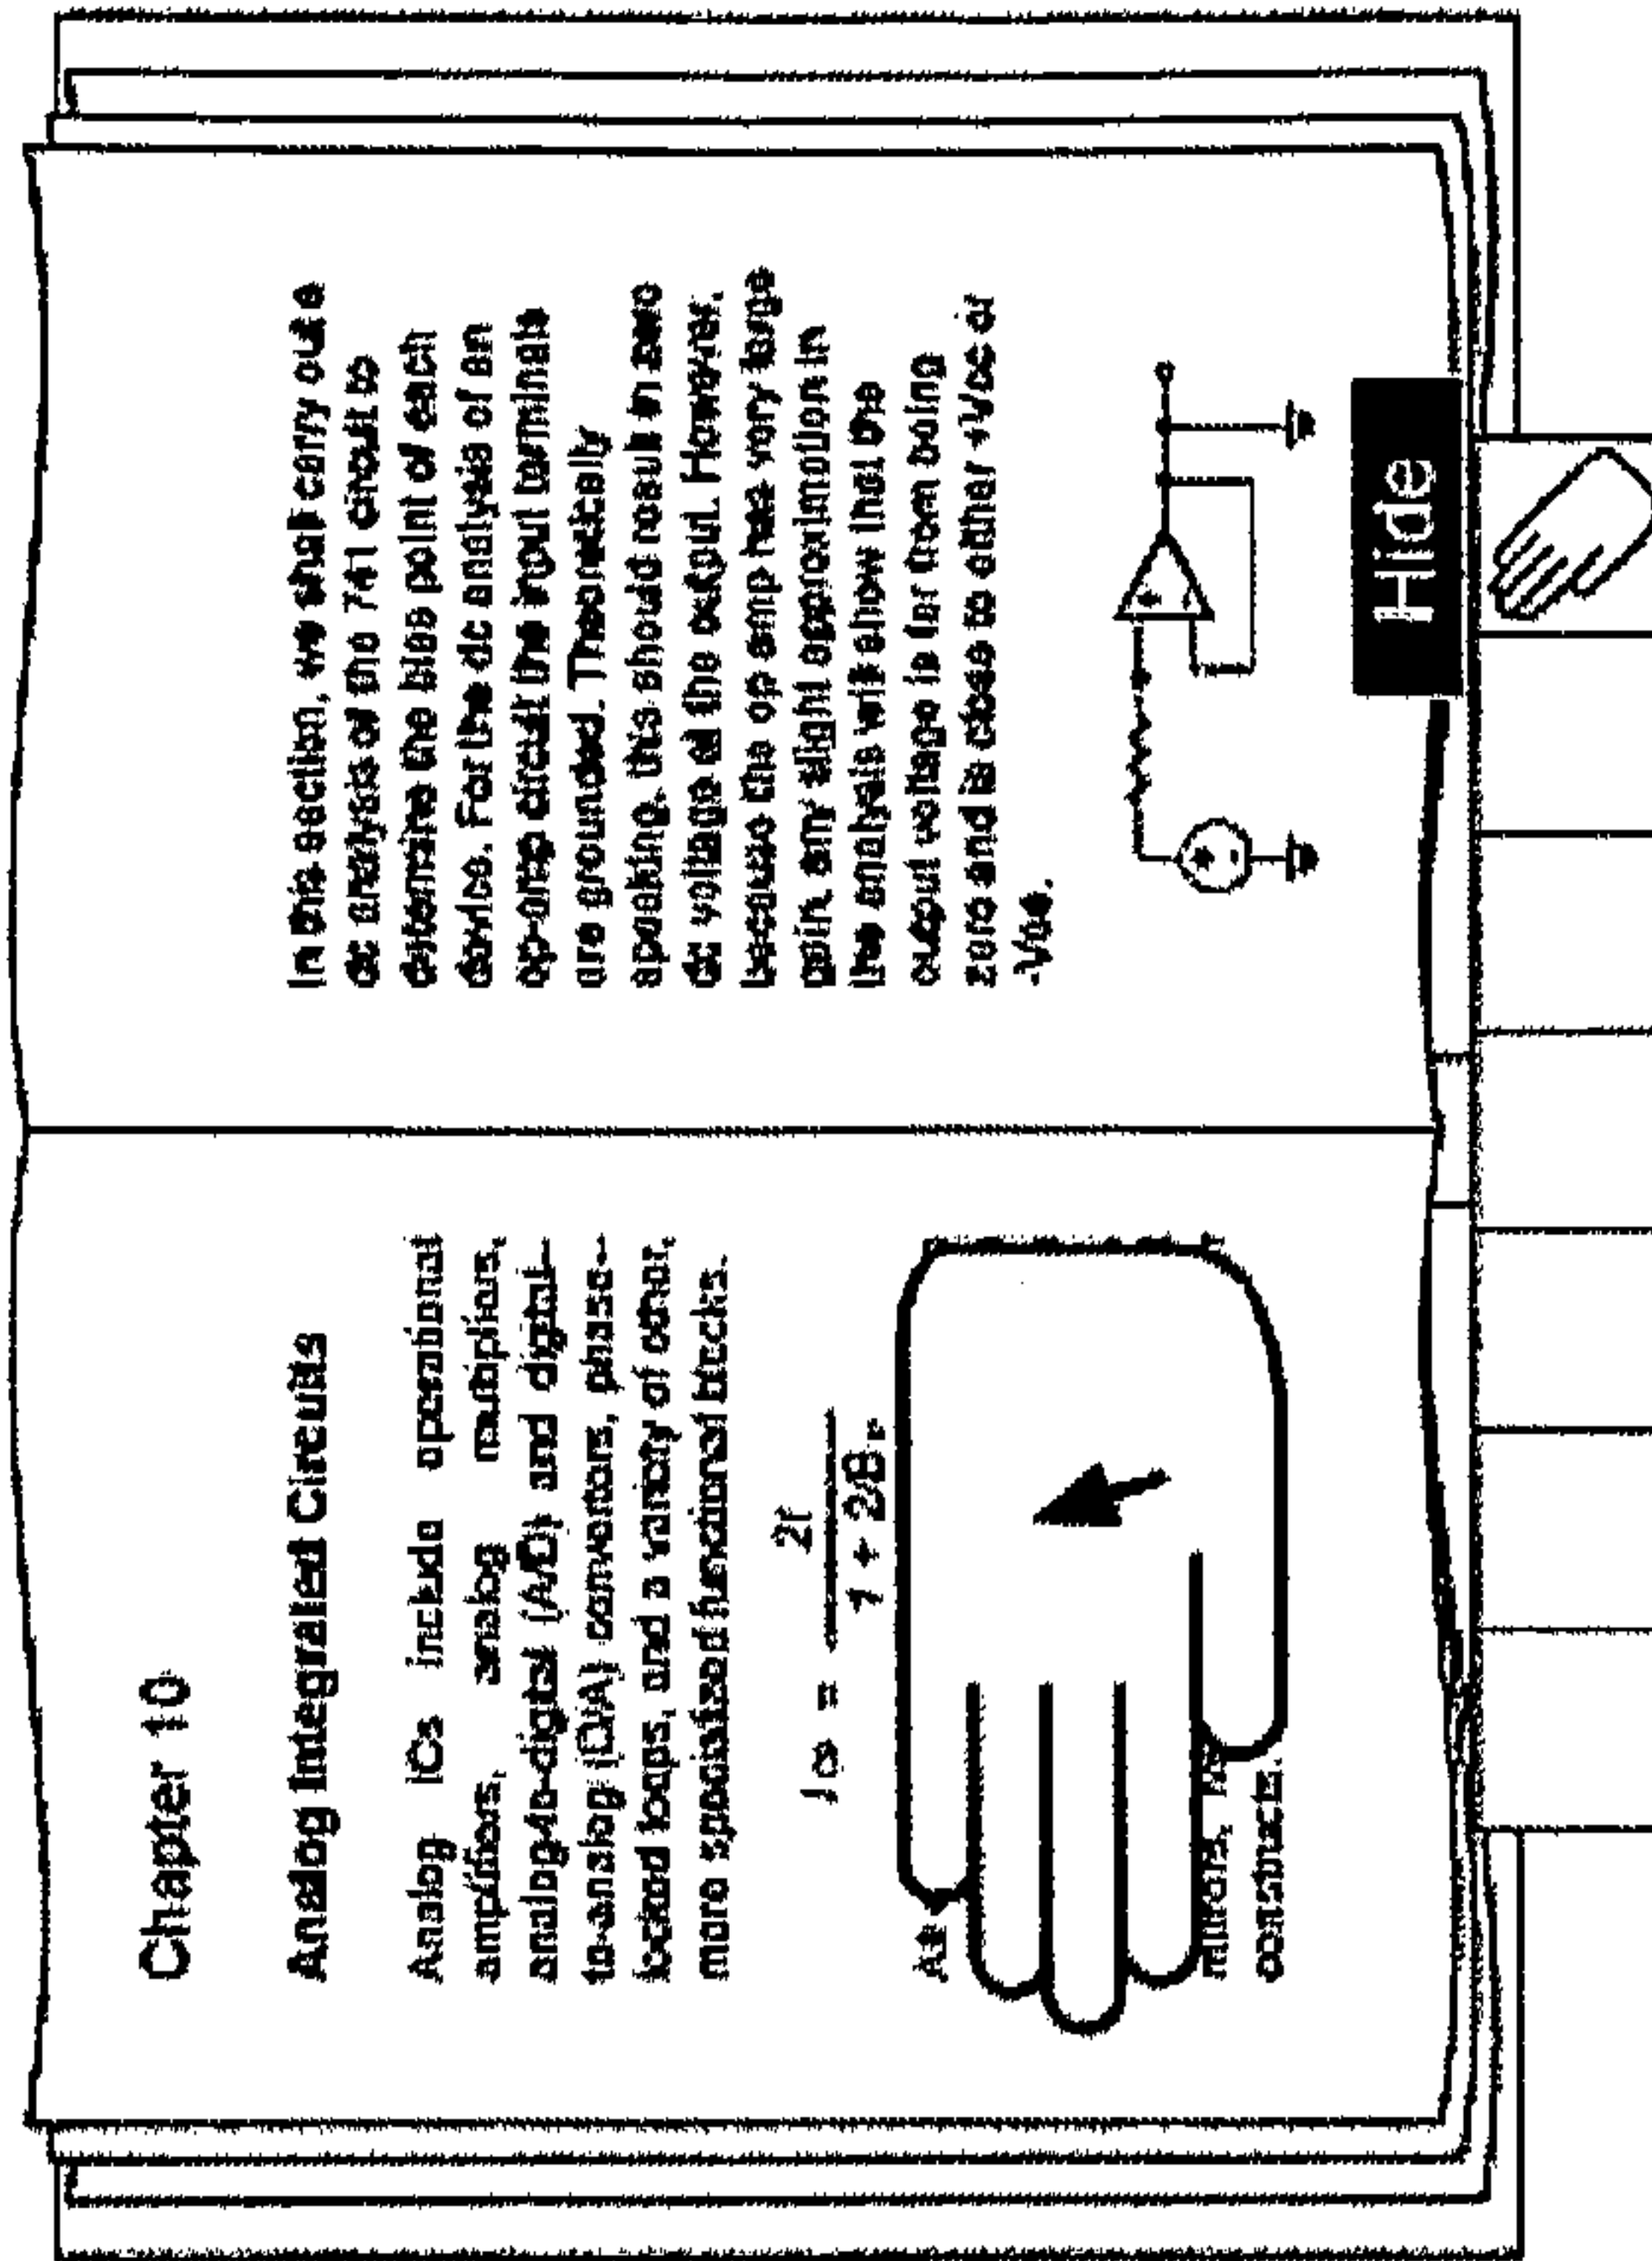 Chapter 10
Analog Integrated Circuits
Analog ICs include operational
amplifiers, analog multipliers,
analog-to-digital (A/D) and digital-
to-analog (D/A) converters, phase-
locked loops, and a variety of other,
more specialized functional blocks.
2I
Io =
1 + 2/B
As
mirrors,
constructs.
In this section, we shall carry out a
dc analysis of the 741 circuit to
determine the bias point of each
device. For the dc analysis of an
op-amp circuit the input terminals
are grounded. Theoretically
speaking, this should result in zero
dc voltage at the output. However,
because the op amp has very large
gain, any slight approximation in
the analysis will show that the
output voltage is far from being
zero and is close to either +Vcc or
Hide